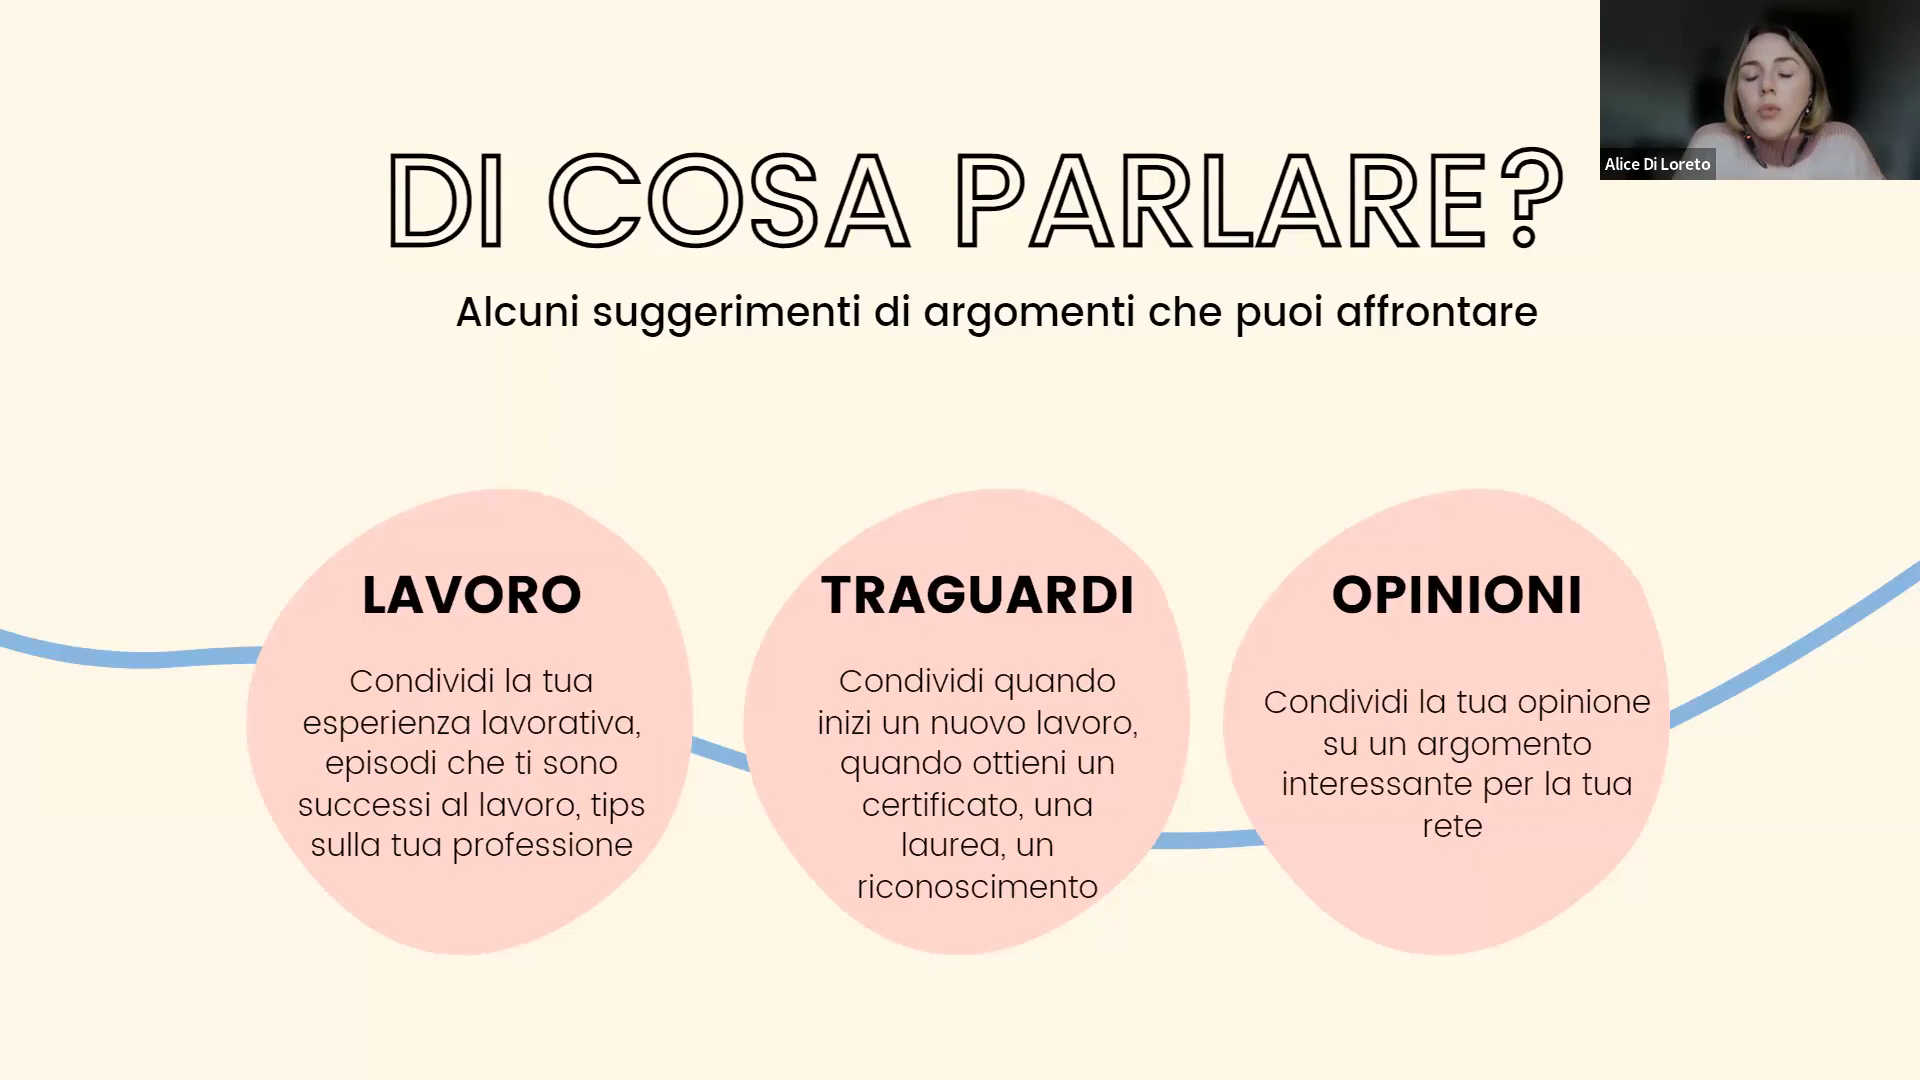 DI COSA PARLARE?
Alice Di Loreto
Alcuni suggerimenti di argomenti che puoi affrontare
LAVORO
Condividi la tua
esperienza lavorativa,
episodi che ti sono
successi al lavoro, tips
sulla tua professione
TRAGUARDI
Condividi quando
inizi un nuovo lavoro,
quando ottieni un
certificato, una
laurea, un
riconoscimento
OPINIONI
Condividi la tua opinione
su un argomento
interessante per la tua
rete